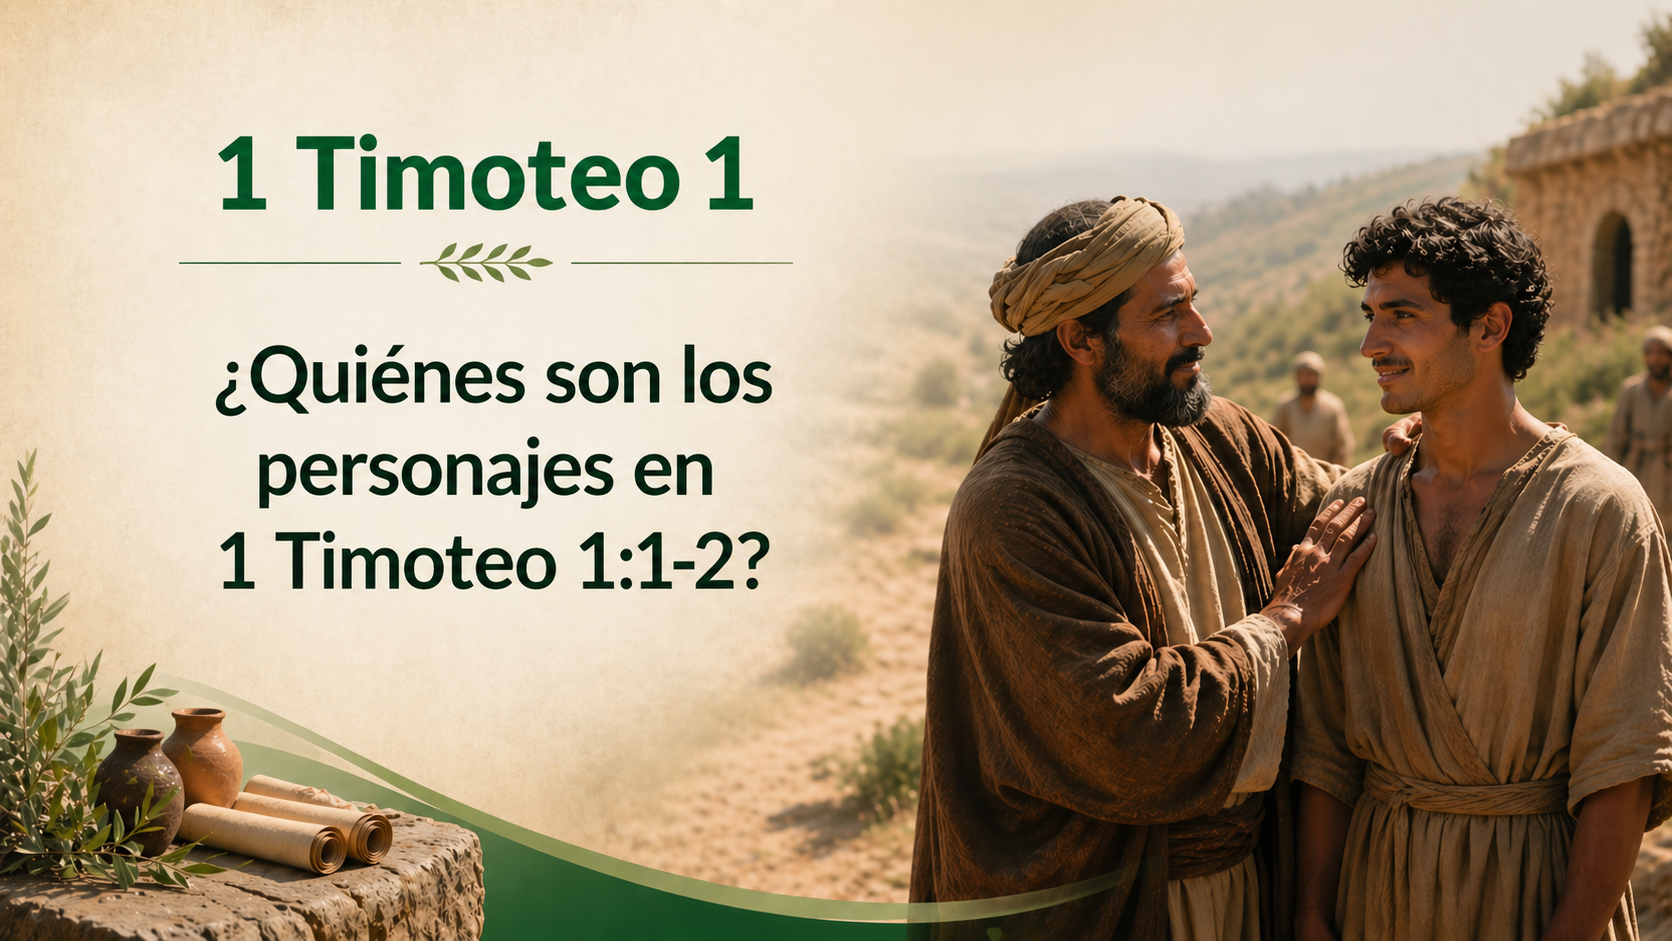 1 Timoteo 1
¿Quiénes son los
personajes en
1 Timoteo 1:1-2?